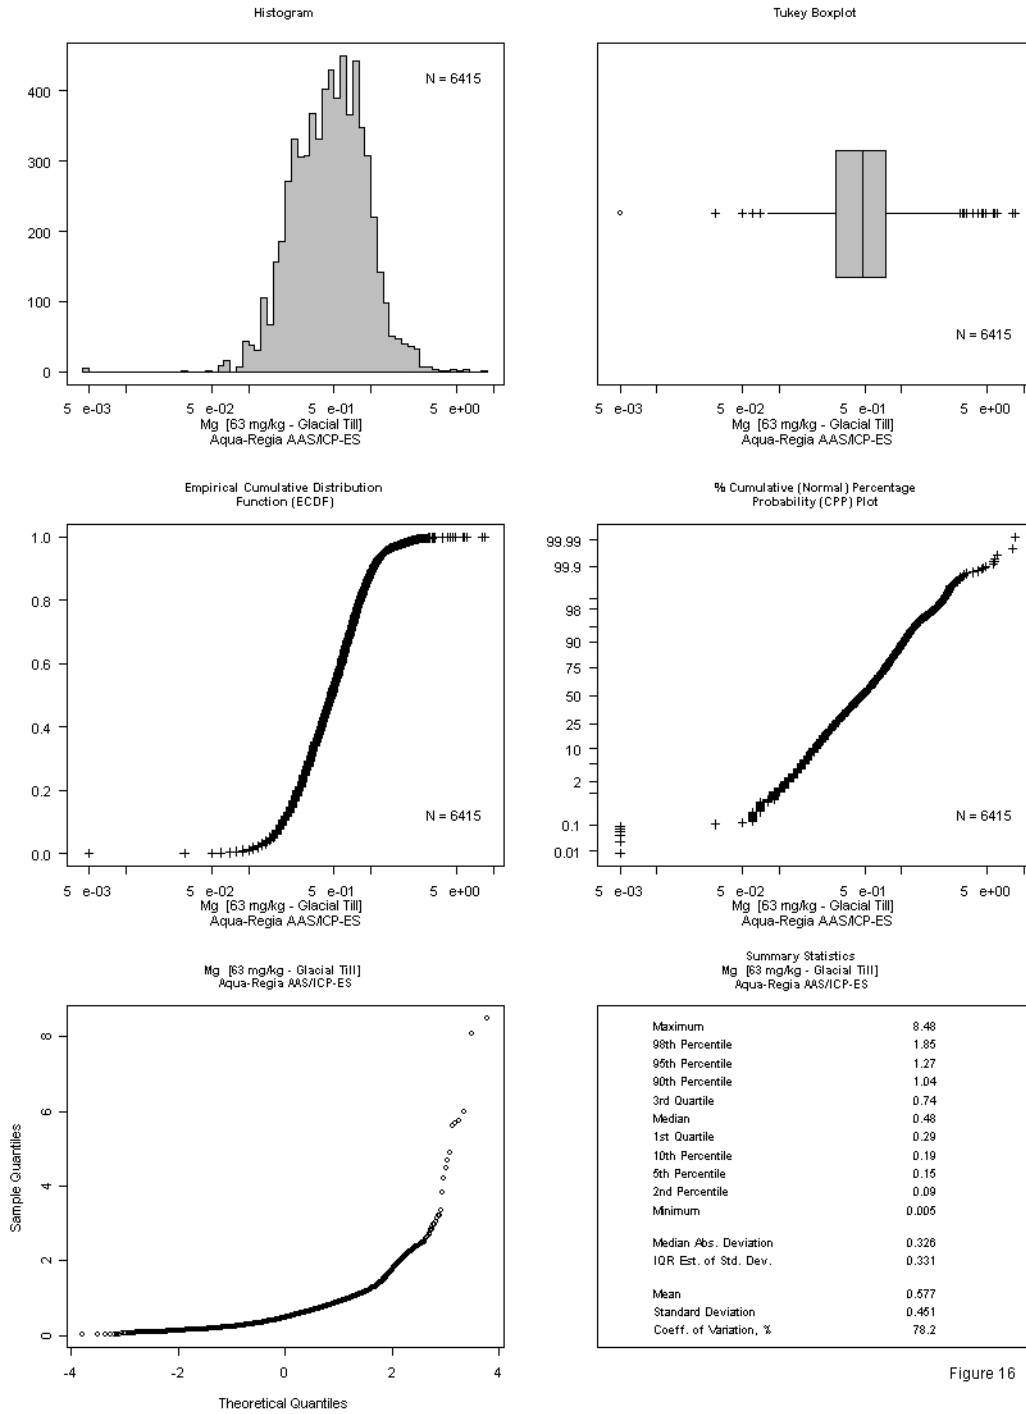 Histogram
N = 6415
400
300
200
100
0
5 e-03 5 e-02 5 e-01 5 e+00
Mg [63 mg/kg - Glacial Till]
Aqua-Regia AAS/ICP-ES
Tukey Boxplot
N = 6415
5 e-03 5 e-02 5 e-01 5 e+00
Mg [63 mg/kg - Glacial Till]
Aqua-Regia AAS/ICP-ES
Empirical Cumulative Distribution
Function (ECDF)
1.0
0.8
0.6
0.4
0.2
0.0
N = 6415
5 e-03 5 e-02 5 e-01 5 e+00
Mg [63 mg/kg - Glacial Till]
Aqua-Regia AAS/ICP-ES
% Cumulative (Normal) Percentage
Probability (CPP) Plot
99.99
99.9
98
90
75
50
25
10
2
0.1
0.01
N = 6415
5 e-03 5 e-02 5 e-01 5 e+00
Mg [63 mg/kg - Glacial Till]
Aqua-Regia AAS/ICP-ES
Mg [63 mg/kg - Glacial Till]
Aqua-Regia AAS/ICP-ES
Sample Quantiles
8
6
4
2
0
-4 -2 0 2 4
Theoretical Quantiles
Summary Statistics
Mg [63 mg/kg - Glacial Till]
Aqua-Regia AAS/ICP-ES
Maximum 8.48
98th Percentile 1.85
95th Percentile 1.27
90th Percentile 1.04
3rd Quartile 0.74
Median 0.48
1st Quartile 0.29
10th Percentile 0.19
5th Percentile 0.15
2nd Percentile 0.09
Minimum 0.005
Median Abs. Deviation 0.326
IQR Est. of Std. Dev. 0.331
Mean 0.577
Standard Deviation 0.451
Coeff. of Variation, % 78.2
Figure 16